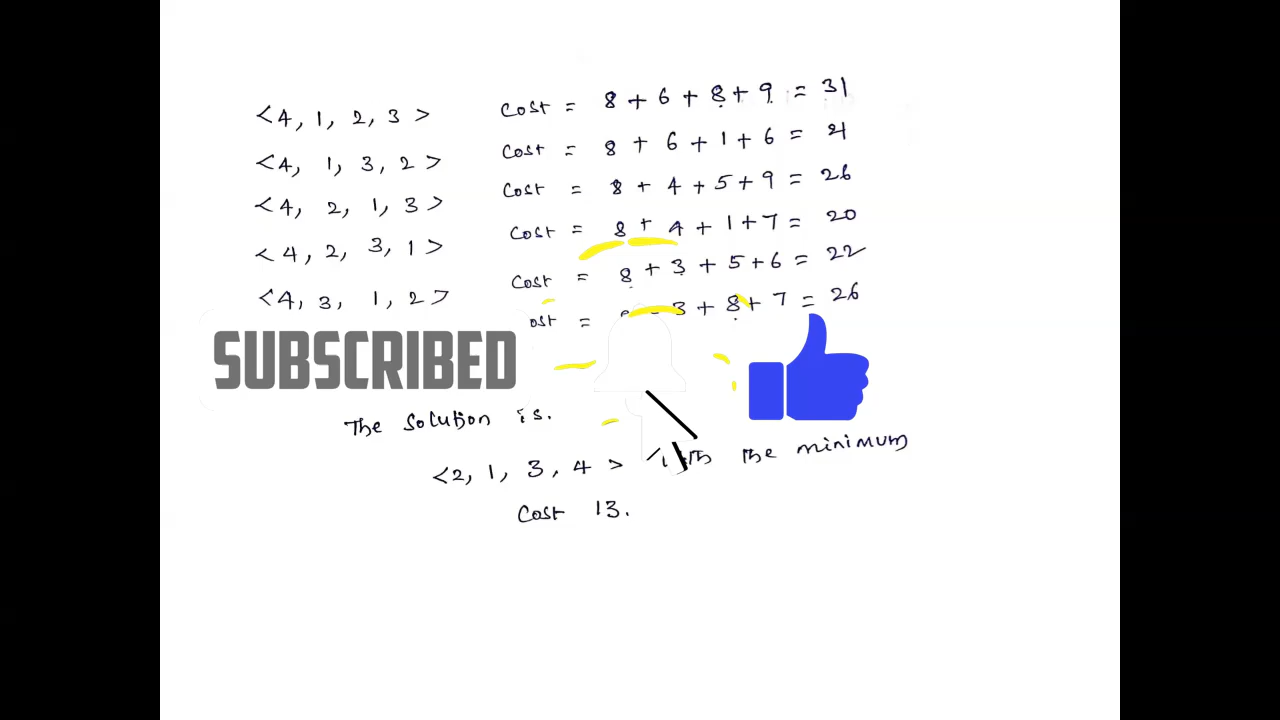 <4, 1, 2, 3> cost = 8 + 6 + 8 + 9 = 31
<4, 1, 3, 2> cost = 8 + 6 + 1 + 6 =
<4, 2, 1, 3> cost = 8 + 4 + 5 + 9 = 26
<4, 2, 3, 1> cost = 8 + 4 + 1 + 7 = 20
<4, 3, 1, 2> cost = 8 + 3 + 5 + 6 = 22
3 + 8 + 7 = 26
SUBSCRIBED
The solution is.
<2, 1, 3, 4> the minimum
cost 13.